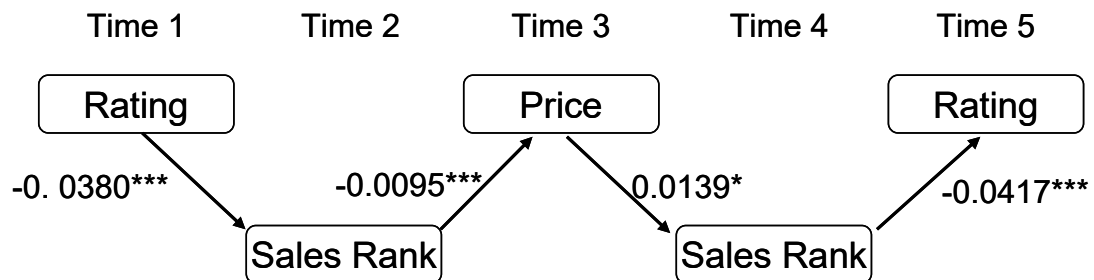 Time 1 Time 2 Time 3 Time 4 Time 5
Rating Price Rating
-0. 0380*** -0.0095*** 0.0139* -0.0417***
Sales Rank Sales Rank